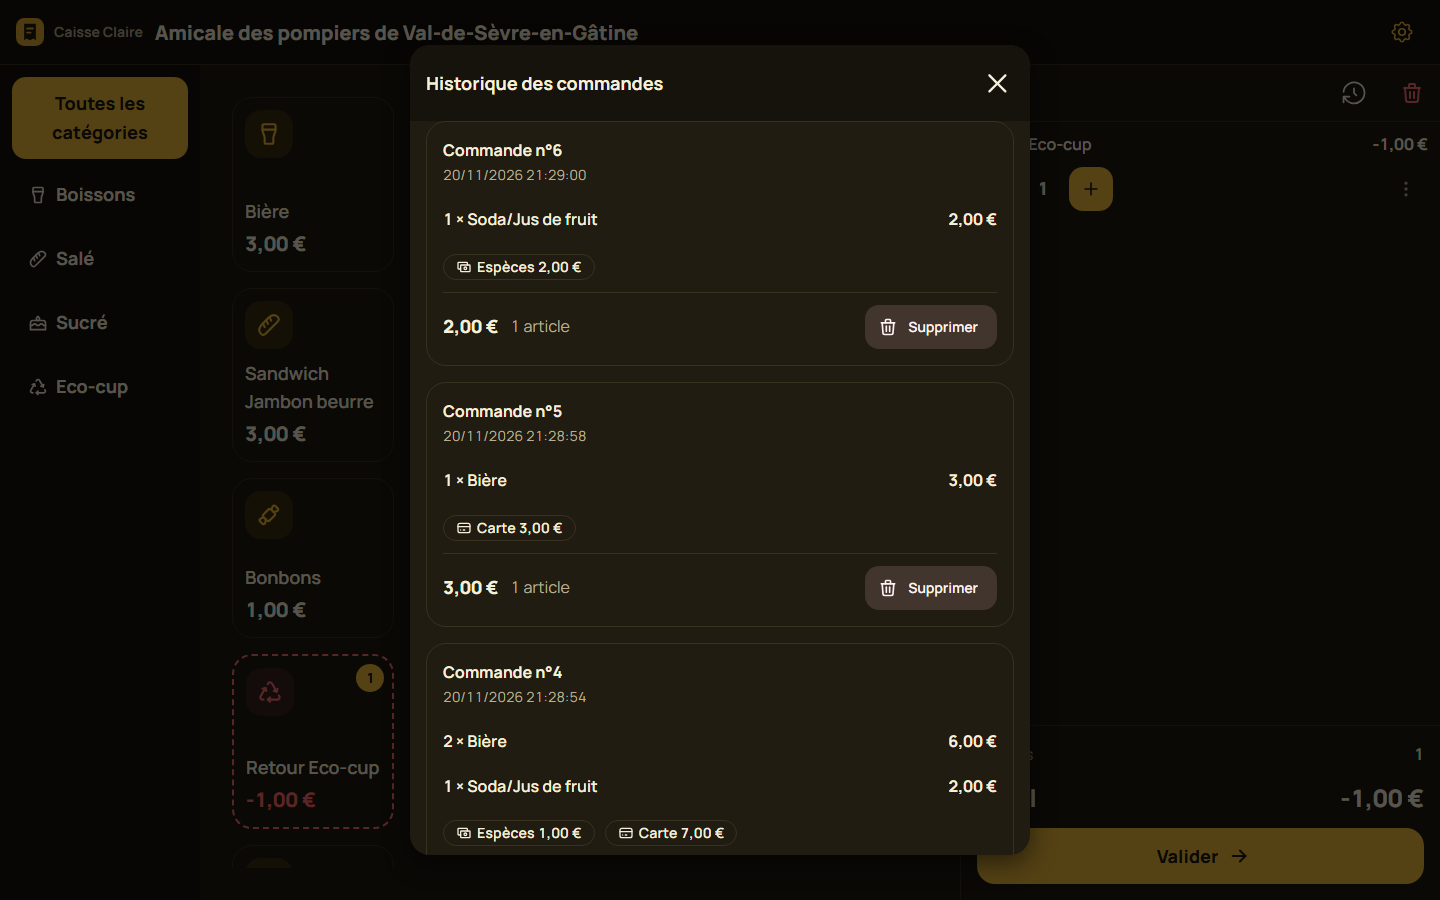 Caisse Claire
Amicale des pompiers de Val-de-Sèvre-en-Gâtine
Toutes les
catégories
Boissons
Salé
Sucré
Eco-cup
Bière
3,00 €
Sandwich
Jambon beurre
3,00 €
Bonbons
1,00 €
1
Retour Eco-cup
-1,00 €
Historique des commandes
Commande n°6
20/11/2026 21:29:00
1 × Soda/Jus de fruit 2,00 €
Espèces 2,00 €
2,00 € 1 article Supprimer
Commande n°5
20/11/2026 21:28:58
1 × Bière 3,00 €
Carte 3,00 €
3,00 € 1 article Supprimer
Commande n°4
20/11/2026 21:28:54
2 × Bière 6,00 €
1 × Soda/Jus de fruit 2,00 €
Espèces 1,00 € Carte 7,00 €
Eco-cup -1,00 €
1 +
1
-1,00 €
Valider →